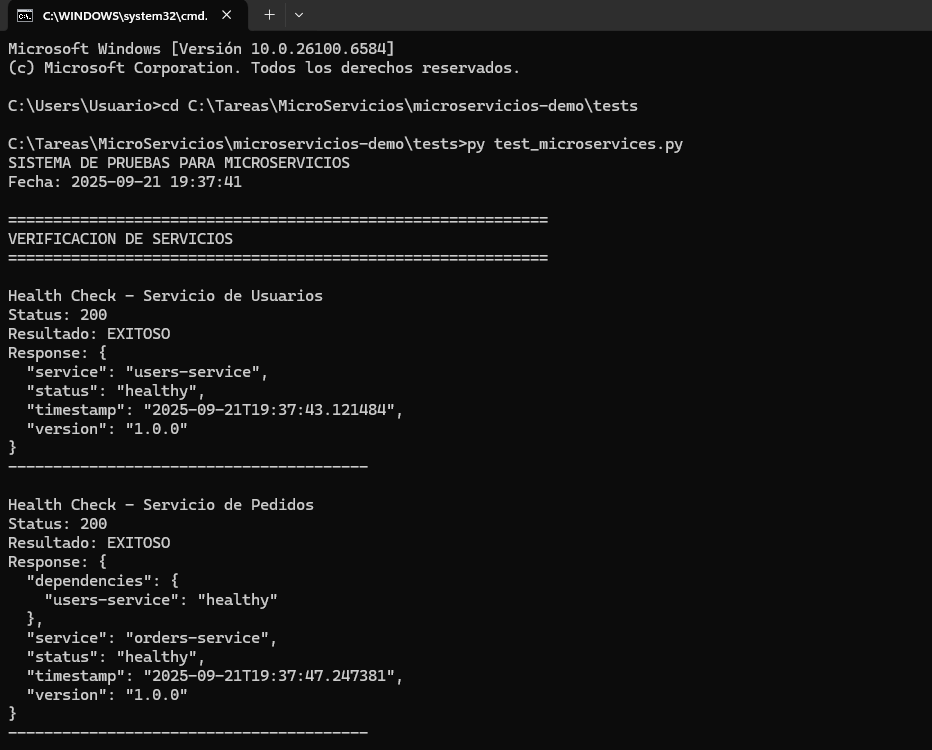 C:\WINDOWS\system32\cmd.
Microsoft Windows [Versión 10.0.26100.6584]
(c) Microsoft Corporation. Todos los derechos reservados.
C:\Users\Usuario>cd C:\Tareas\MicroServicios\microservicios-demo\tests
C:\Tareas\MicroServicios\microservicios-demo\tests>py test_microservices.py
SISTEMA DE PRUEBAS PARA MICROSERVICIOS
Fecha: 2025-09-21 19:37:41
============================================================
VERIFICACION DE SERVICIOS
============================================================
Health Check - Servicio de Usuarios
Status: 200
Resultado: EXITOSO
Response: {
  "service": "users-service",
  "status": "healthy",
  "timestamp": "2025-09-21T19:37:43.121484",
  "version": "1.0.0"
}
----------------------------------------
Health Check - Servicio de Pedidos
Status: 200
Resultado: EXITOSO
Response: {
  "dependencies": {
    "users-service": "healthy"
  },
  "service": "orders-service",
  "status": "healthy",
  "timestamp": "2025-09-21T19:37:47.247381",
  "version": "1.0.0"
}
----------------------------------------